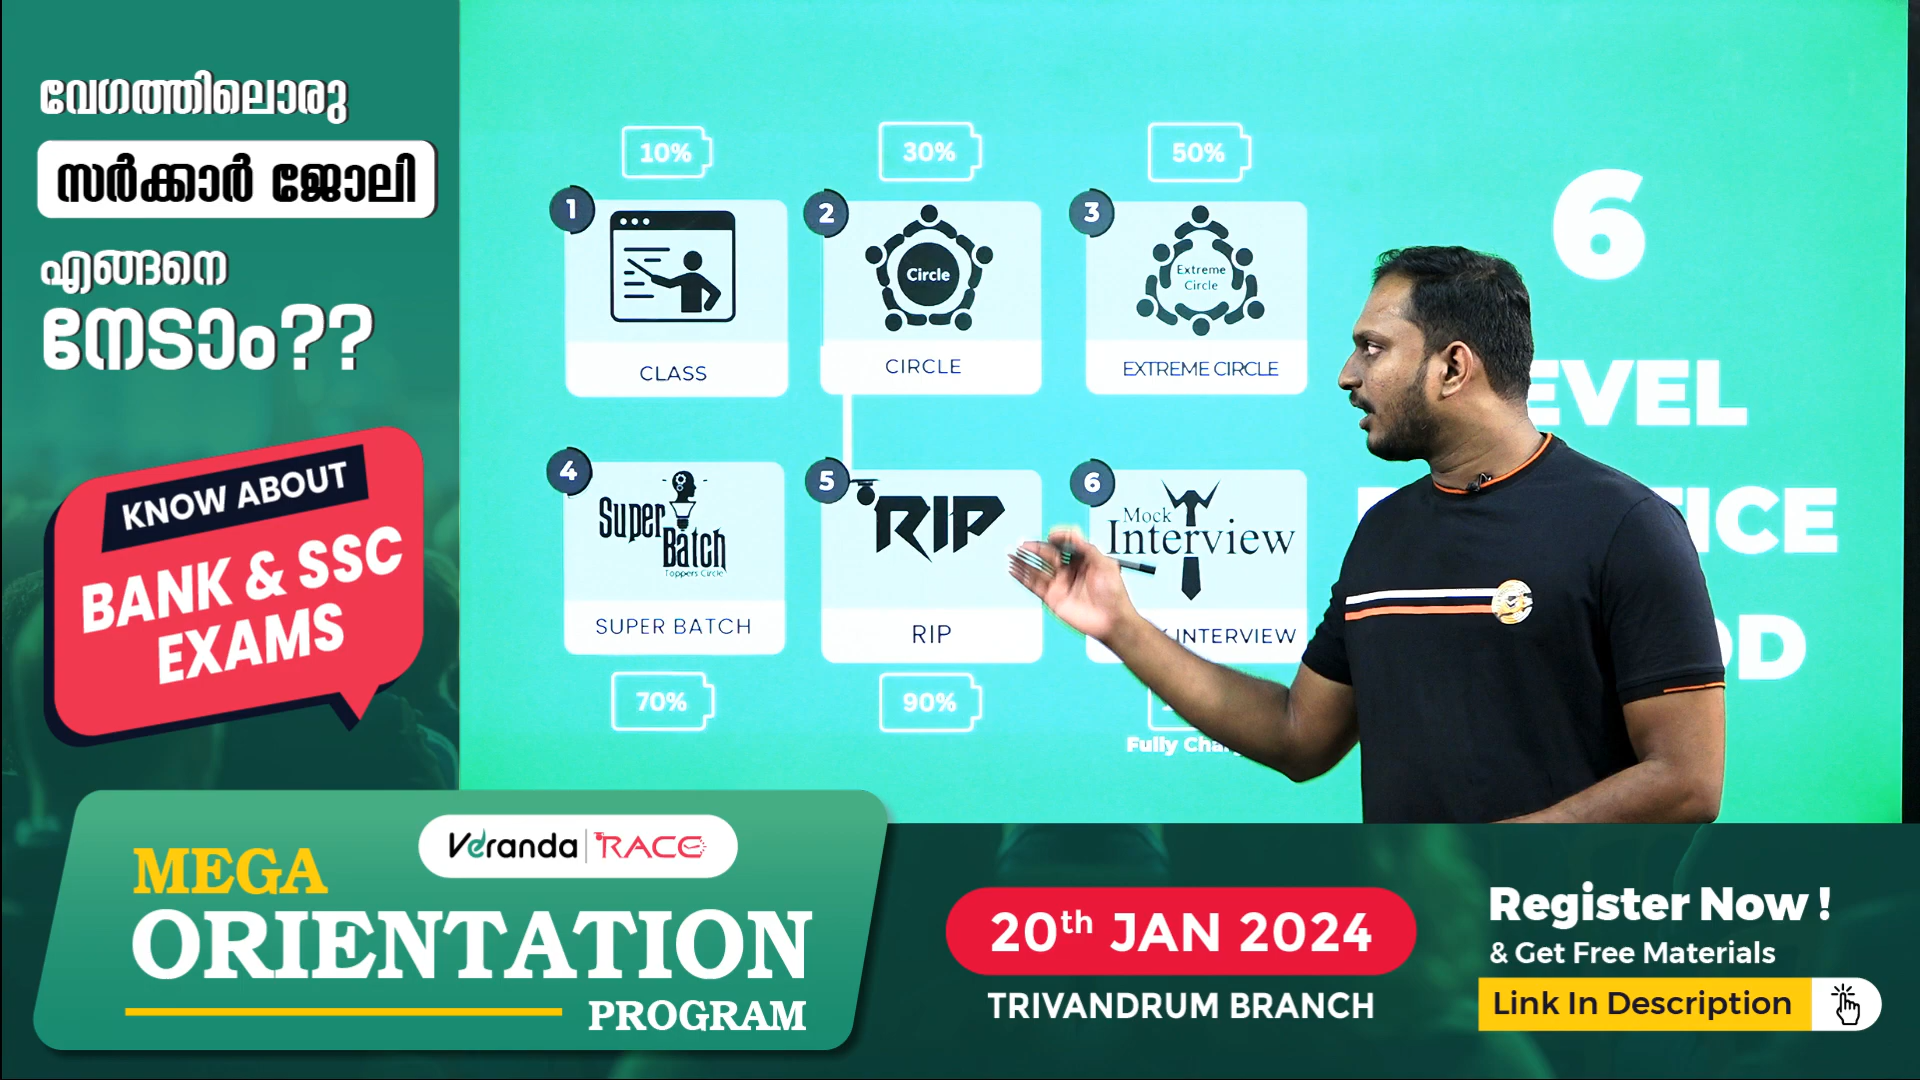 വേഗത്തിലൊരു
സർക്കാർ ജോലി
എങ്ങനെ
നേടാം??
KNOW ABOUT
BANK & SSC
EXAMS
10%
30%
50%
1
2
3
Circle
Extreme
Circle
CLASS
CIRCLE
EXTREME CIRCLE
4
5
6
Super
Batch
Toppers Circle
RIP
Mock
Interview
SUPER BATCH
RIP
INTERVIEW
70%
90%
Fully
6
EVEL
ICE
OD
Veranda RACE
MEGA
ORIENTATION
PROGRAM
20th JAN 2024
TRIVANDRUM BRANCH
Register Now !
& Get Free Materials
Link In Description